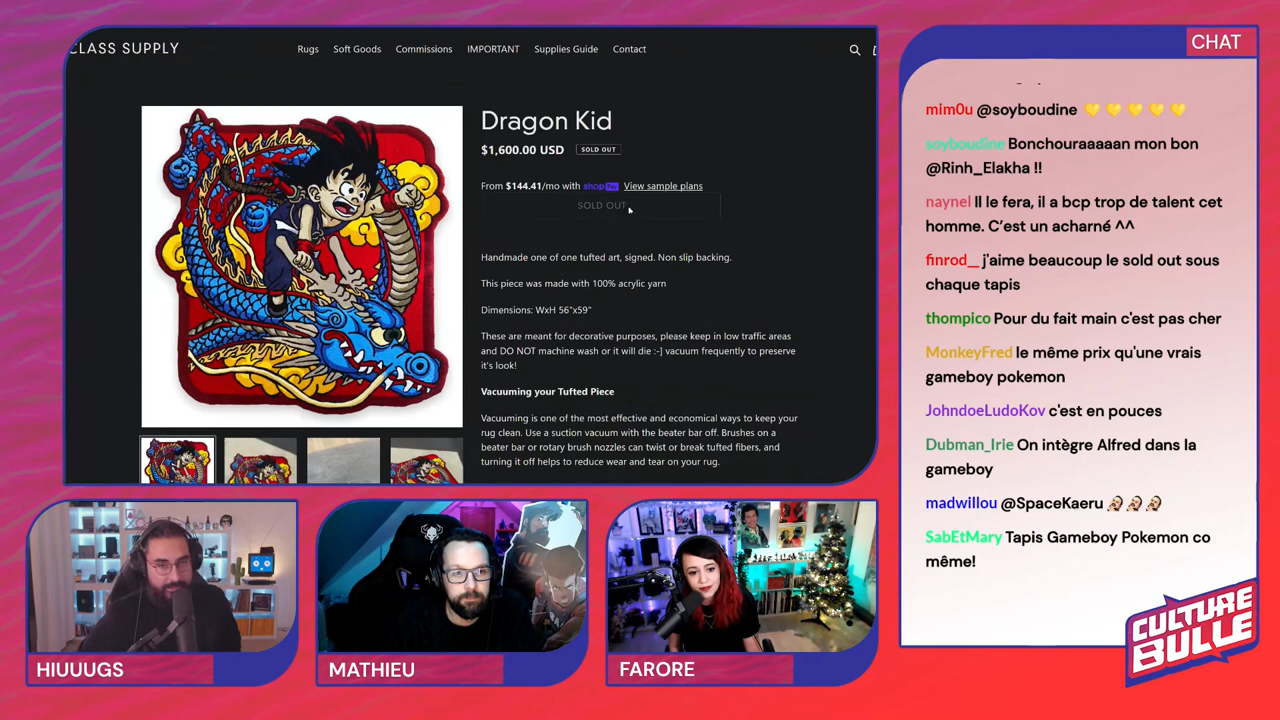 CLASS SUPPLY
Rugs Soft Goods Commissions IMPORTANT Supplies Guide Contact
Dragon Kid
$1,600.00 USD SOLD OUT
From $144.41/mo with shop Pay View sample plans
SOLD OUT
Handmade one of one tufted art, signed. Non slip backing.
This piece was made with 100% acrylic yarn
Dimensions: WxH 56"x59"
These are meant for decorative purposes, please keep in low traffic areas
and DO NOT machine wash or it will die :-] vacuum frequently to preserve
it's look!
Vacuuming your Tufted Piece
Vacuuming is one of the most effective and economical ways to keep your
rug clean. Use a suction vacuum with the beater bar off. Brushes on a
beater bar or rotary brush nozzles can twist or break tufted fibers, and
turning it off helps to reduce wear and tear on your rug.
CHAT
mim0u @soyboudine 💛 💛 💛 💛 💛
soyboudine Bonchouraaaaan mon bon
@Rinh_Elakha !!
naynel Il le fera, il a bcp trop de talent cet
homme. C'est un acharné ^^
finrod__ j'aime beaucoup le sold out sous
chaque tapis
thompico Pour du fait main c'est pas cher
MonkeyFred le même prix qu'une vrais
gameboy pokemon
JohndoeLudoKov c'est en pouces
Dubman_Irie On intègre Alfred dans la
gameboy
madwillou @SpaceKaeru
SabEtMary Tapis Gameboy Pokemon co
même!
HIUUUGS
MATHIEU
FARORE
CULTURE
BULLE